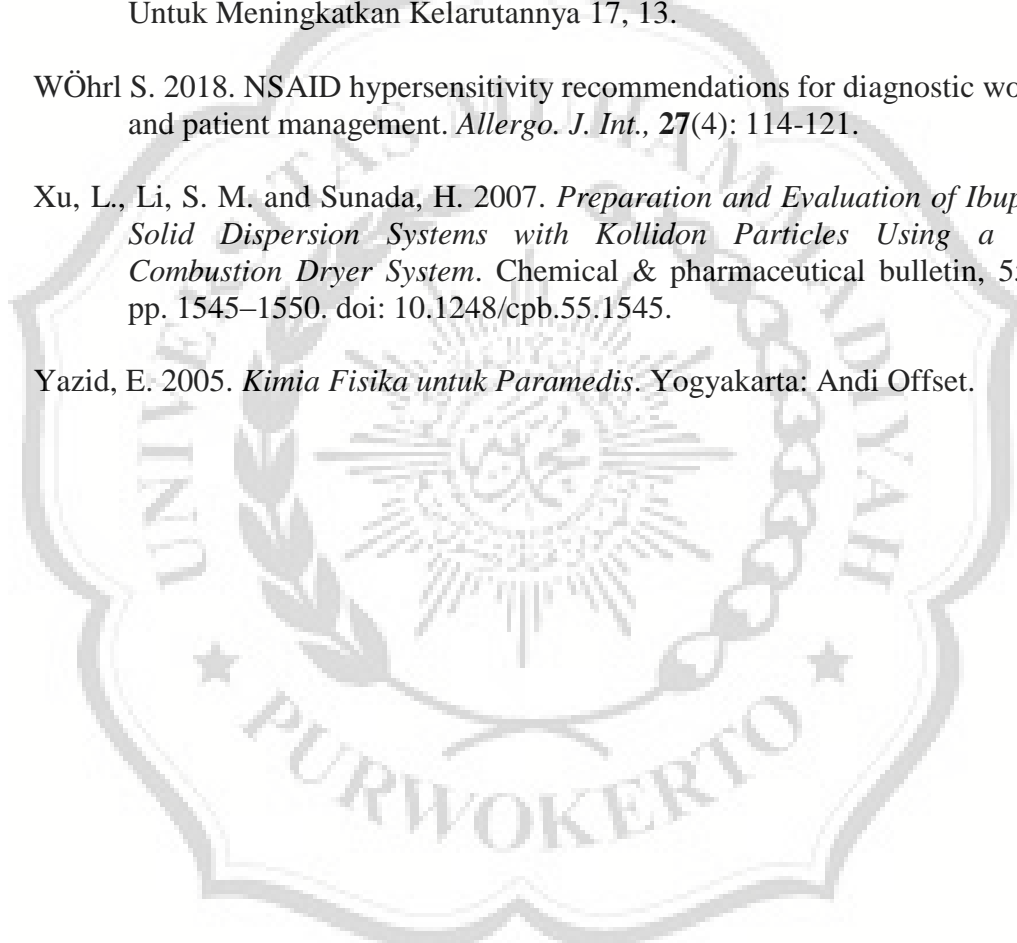 Untuk Meningkatkan Kelarutannya 17, 13.
WÖhrl S. 2018. NSAID hypersensitivity recommendations for diagnostic
and patient management. Allergo. J. Int., 27(4): 114-121.
Xu, L., Li, S. M. and Sunada, H. 2007. Preparation and Evaluation of
Solid Dispersion Systems with Kollidon Particles Using a
Combustion Dryer System. Chemical & pharmaceutical bulletin,
pp. 1545–1550. doi: 10.1248/cpb.55.1545.
Yazid, E. 2005. Kimia Fisika untuk Paramedis. Yogyakarta: Andi Offset.
UNIVERSITAS MUHAMMADIYAH
PURWOKERTO